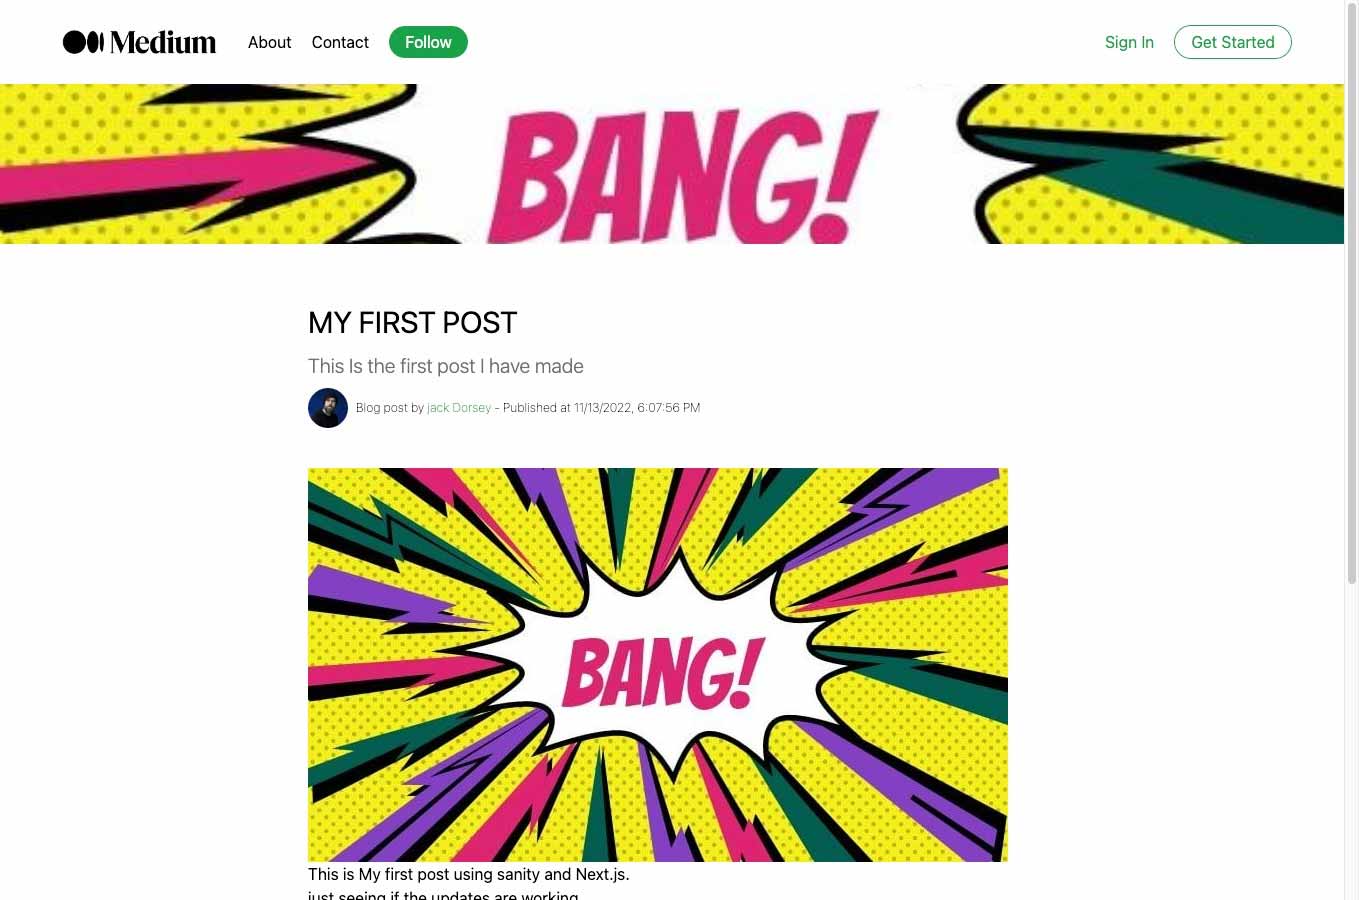 Medium
About
Contact
Follow
Sign In
Get Started
BANG!
MY FIRST POST
This Is the first post I have made
Blog post by jack Dorsey - Published at 11/13/2022, 6:07:56 PM
BANG!
This is My first post using sanity and Next.js.
just seeing if the updates are working